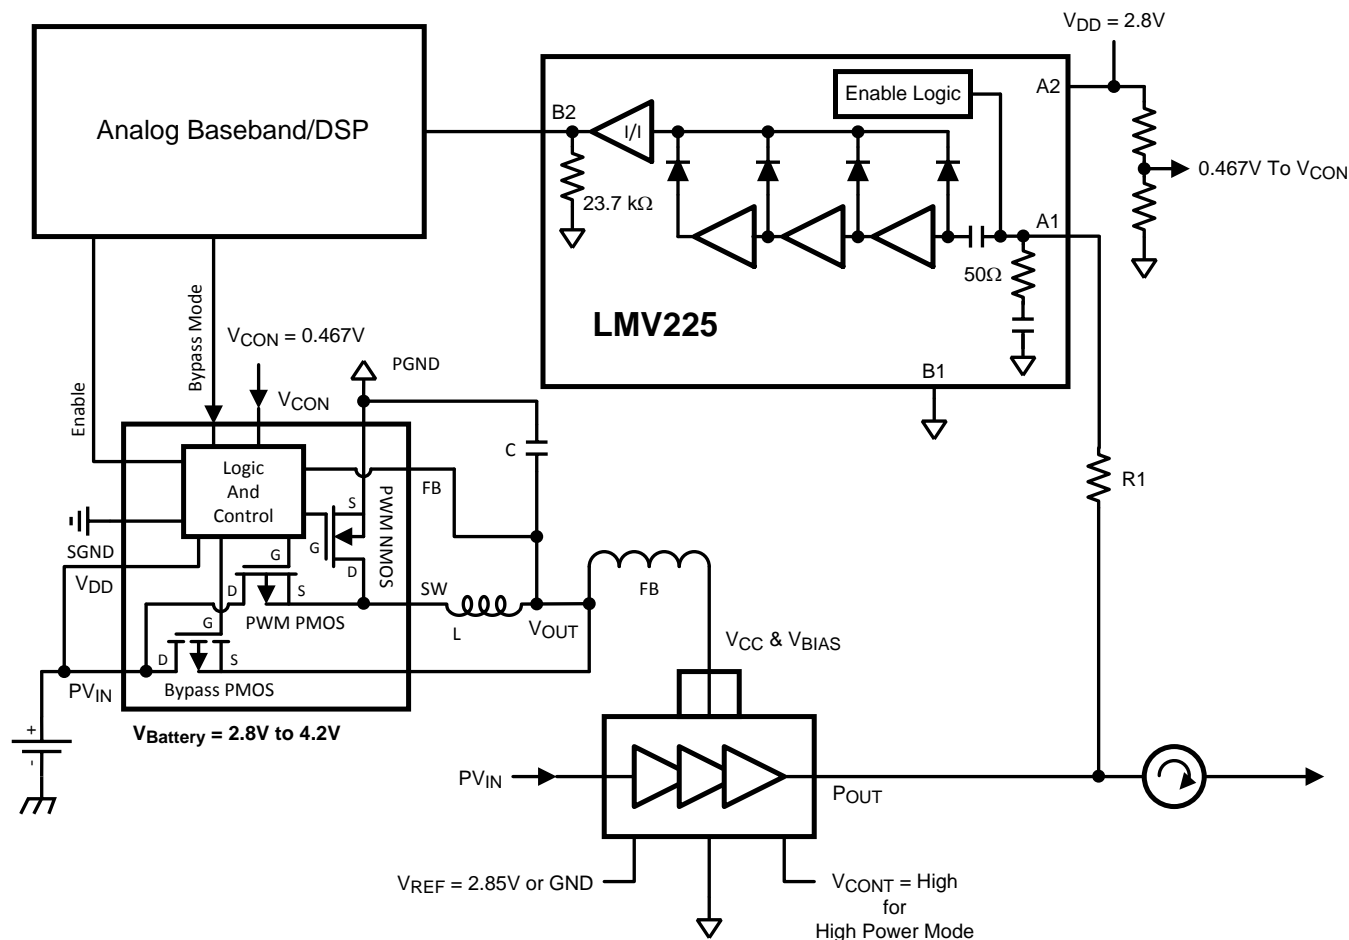 V_DD = 2.8V
Enable Logic
A2
B2
I/I
Analog Baseband/DSP
0.467V To V_CON
23.7 kΩ
A1
50Ω
LMV225
B1
Bypass Mode
Enable
V_CON = 0.467V
PGND
V_CON
C
Logic
And
Control
FB
S
G
D
PWM NMOS
R1
SGND
V_DD
G
D
S
PWM PMOS
SW
L
V_OUT
FB
G
D
S
Bypass PMOS
PV_IN
V_CC & V_BIAS
+
-
V_Battery = 2.8V to 4.2V
PV_IN
P_OUT
V_REF = 2.85V or GND
V_CONT = High
for
High Power Mode